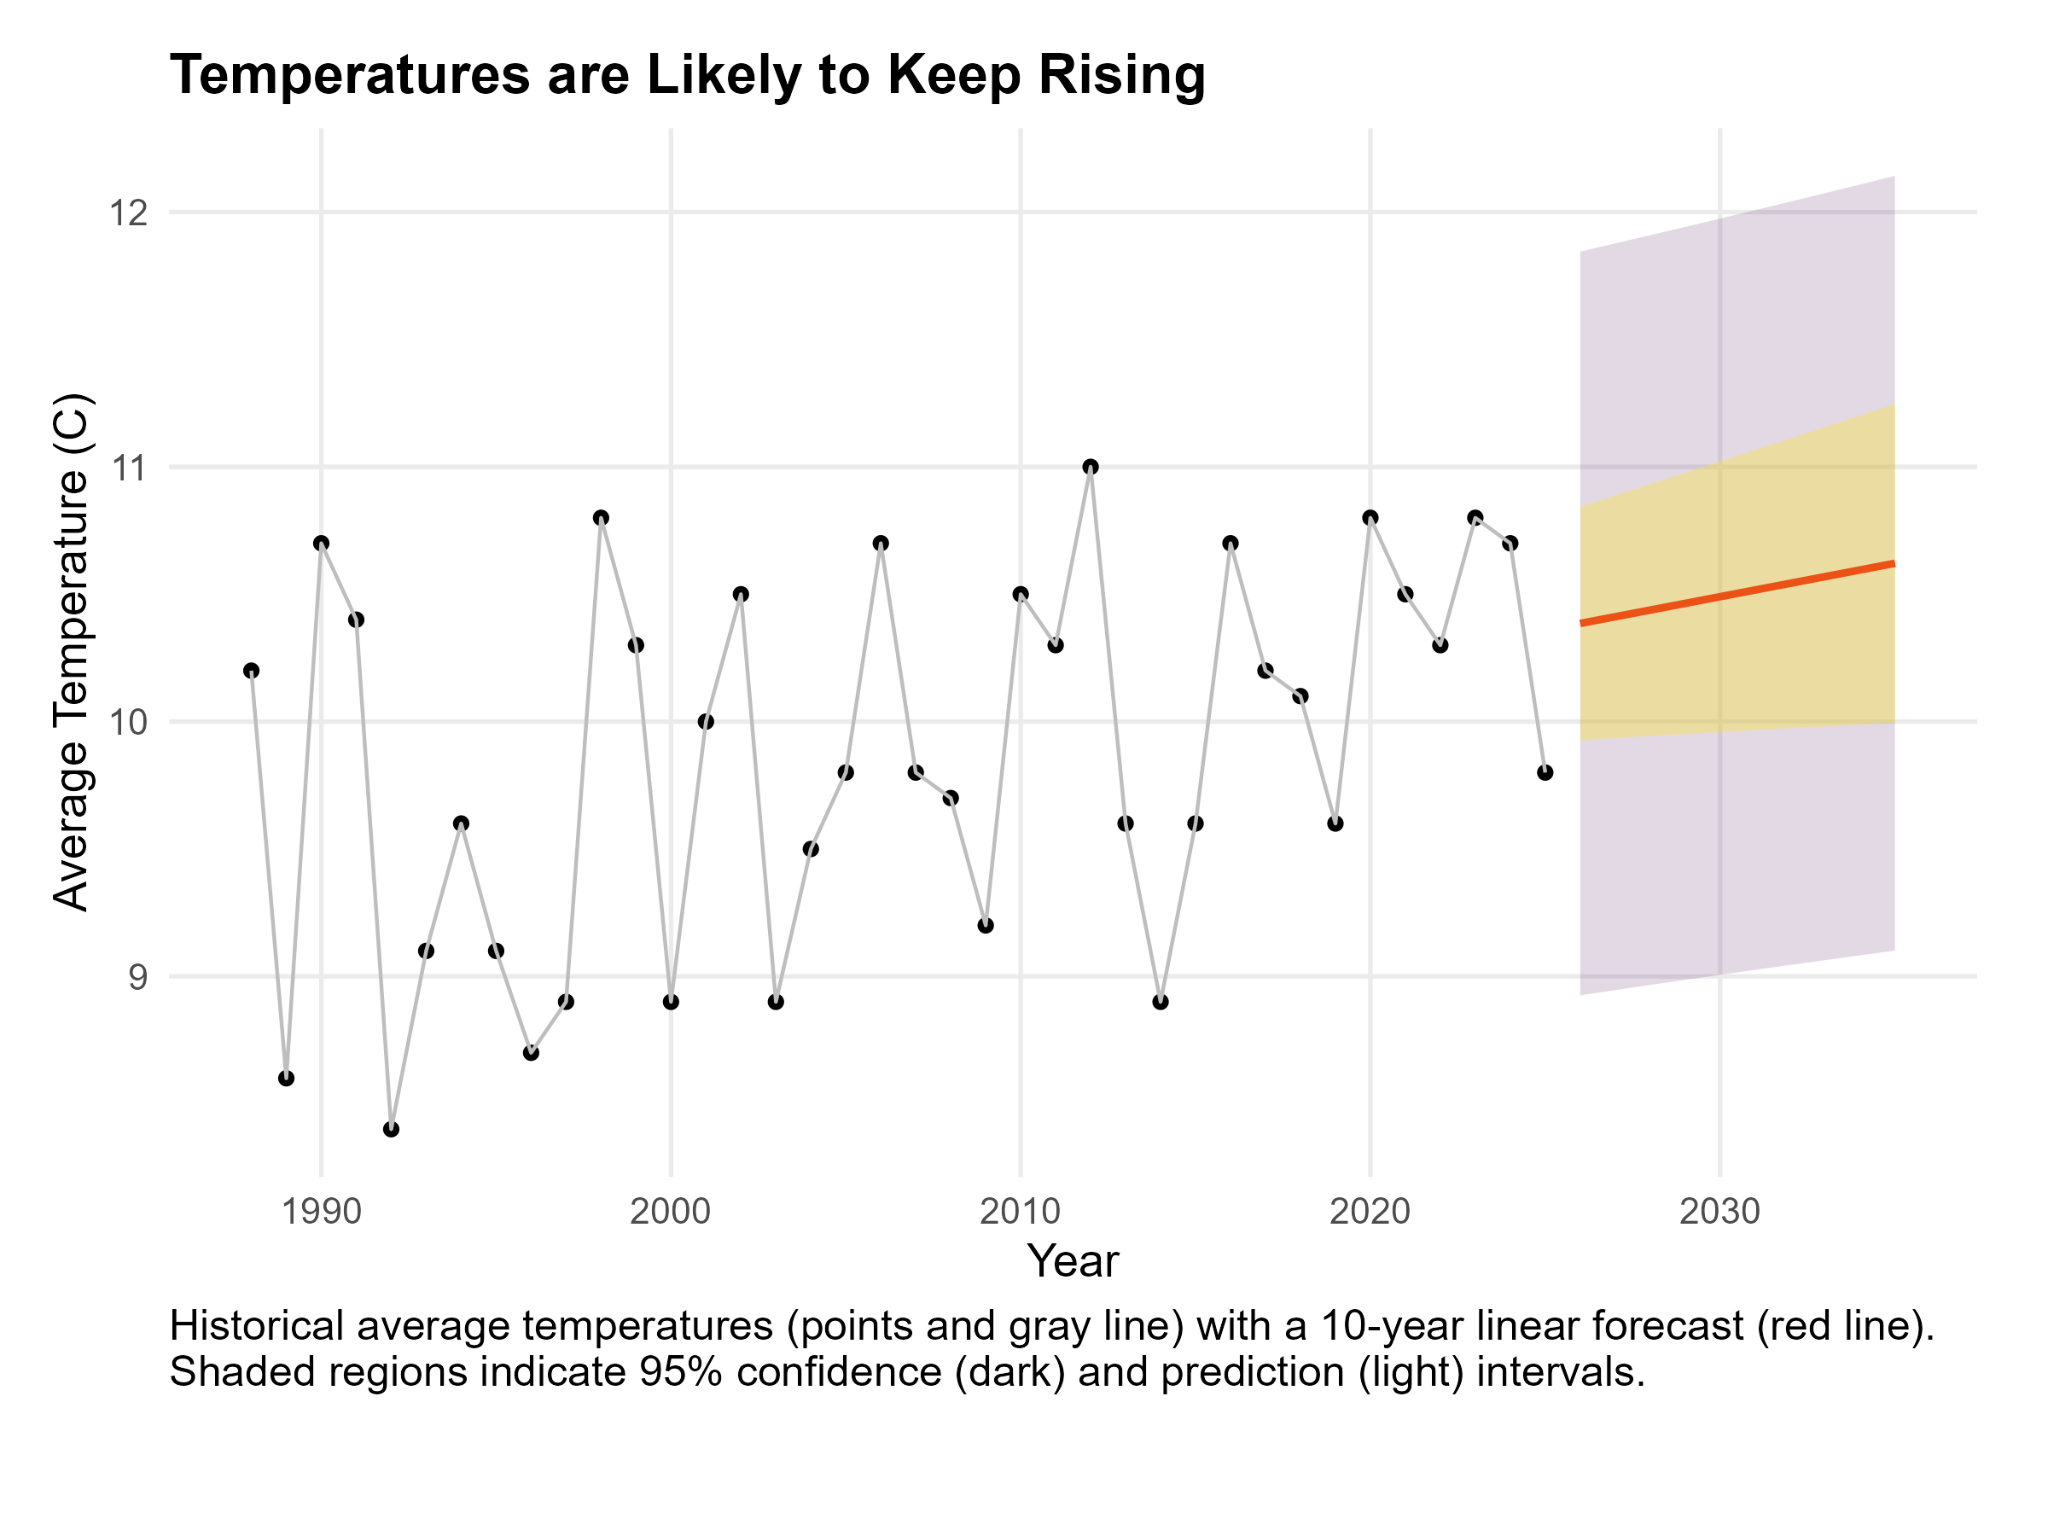 Temperatures are Likely to Keep Rising
12
11
10
9
Average Temperature (C)
1990 2000 2010 2020 2030
Year
Historical average temperatures (points and gray line) with a 10-year linear forecast (red line).
Shaded regions indicate 95% confidence (dark) and prediction (light) intervals.